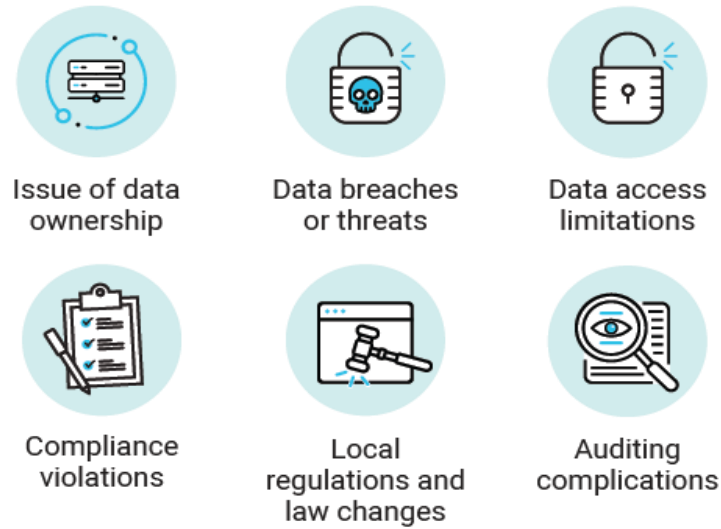 Issue of data
ownership
Data breaches
or threats
Data access
limitations
Compliance
violations
Local
regulations and
law changes
Auditing
complications